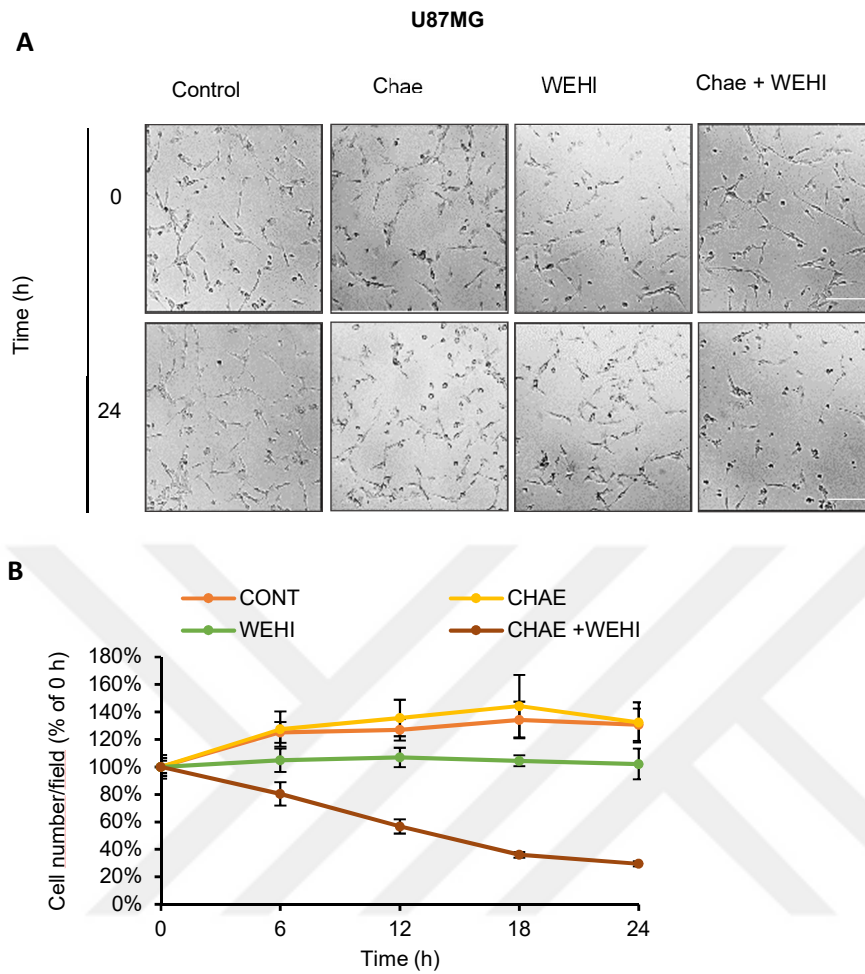 U87MG
A
Control Chae WEHI Chae + WEHI
Time (h)
0
24
B
CONT CHAE
WEHI CHAE +WEHI
Cell number/field (% of 0 h)
180%
160%
140%
120%
100%
80%
60%
40%
20%
0%
0 6 12 18 24
Time (h)